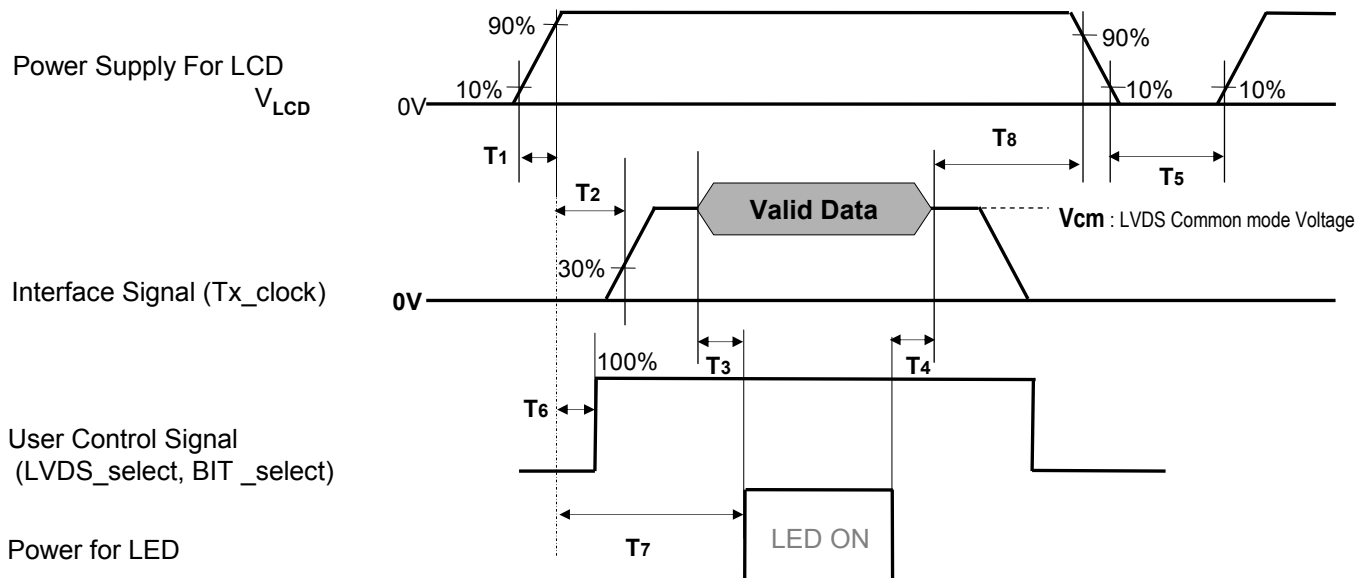 90%
90%
Power Supply For LCD
VLCD
10%
10%
10%
0V
T1
T8
T5
T2
Valid Data
Vcm : LVDS Common mode Voltage
30%
Interface Signal (Tx_clock)
0V
100%
T3
T4
T6
User Control Signal
(LVDS_select, BIT _select)
T7
LED ON
Power for LED